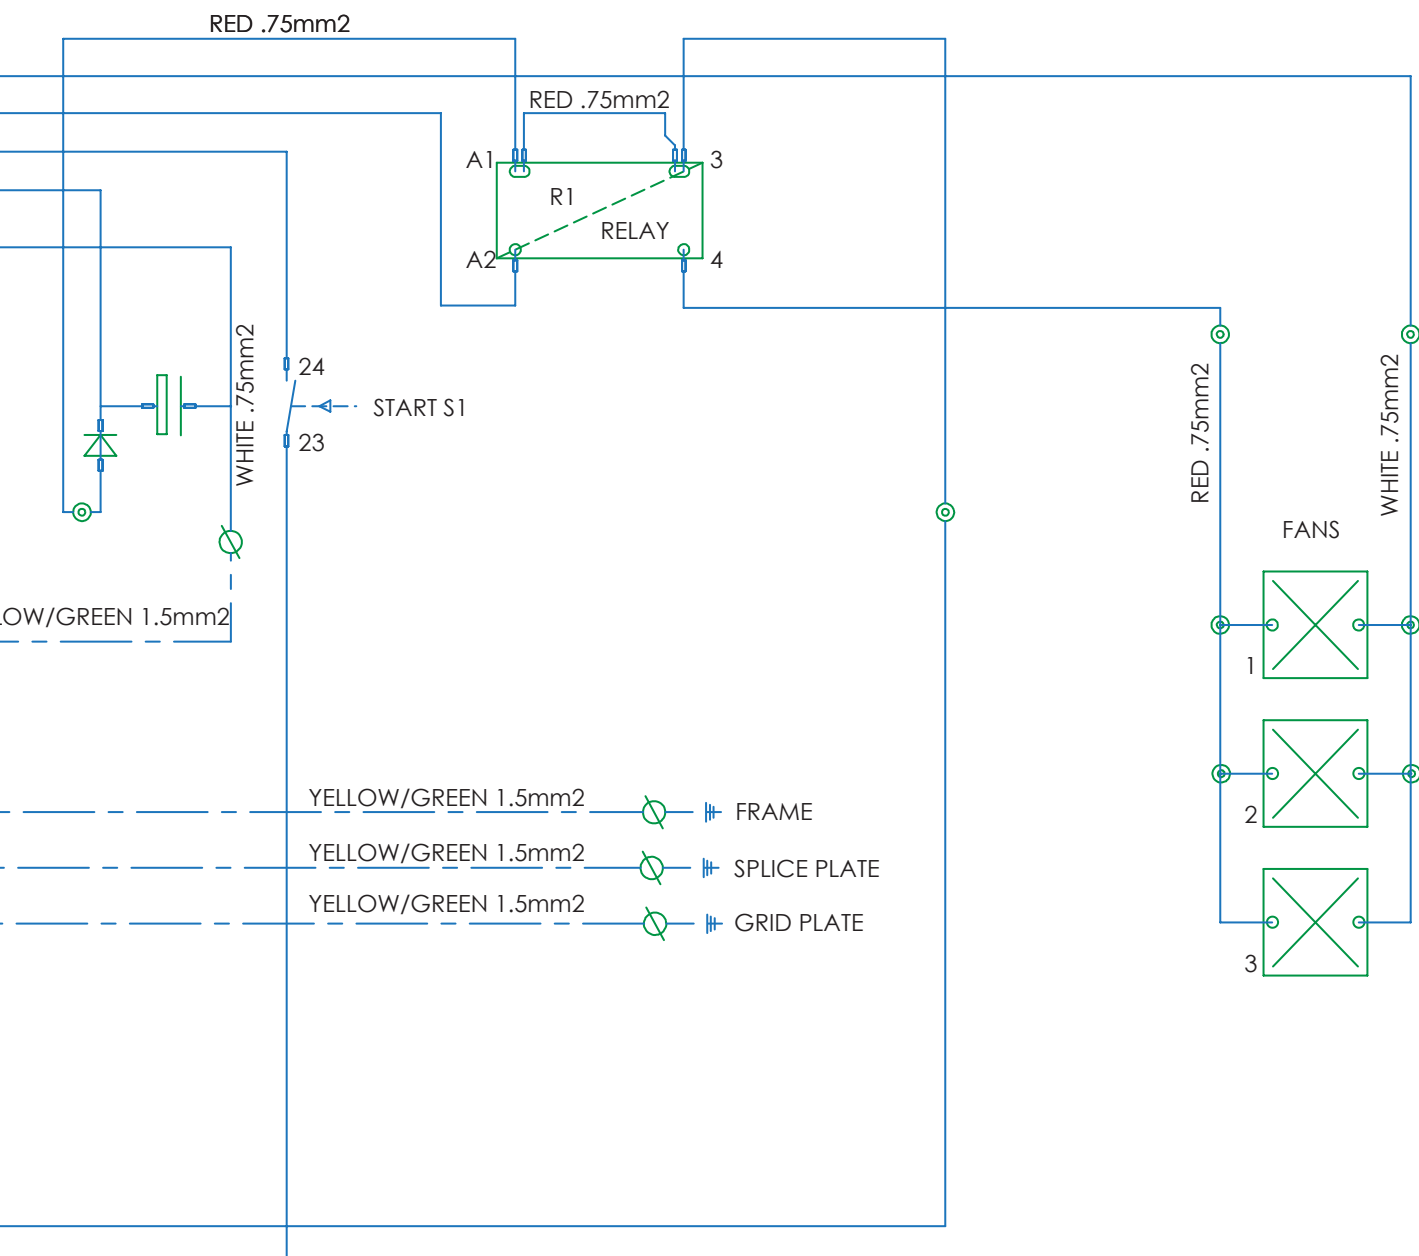 RED .75mm2
RED .75mm2
A1
3
R1
RELAY
A2
4
WHITE .75mm2
24
START S1
23
RED .75mm2
WHITE .75mm2
FANS
LOW/GREEN 1.5mm2
1
2
YELLOW/GREEN 1.5mm2
FRAME
YELLOW/GREEN 1.5mm2
SPLICE PLATE
YELLOW/GREEN 1.5mm2
GRID PLATE
3